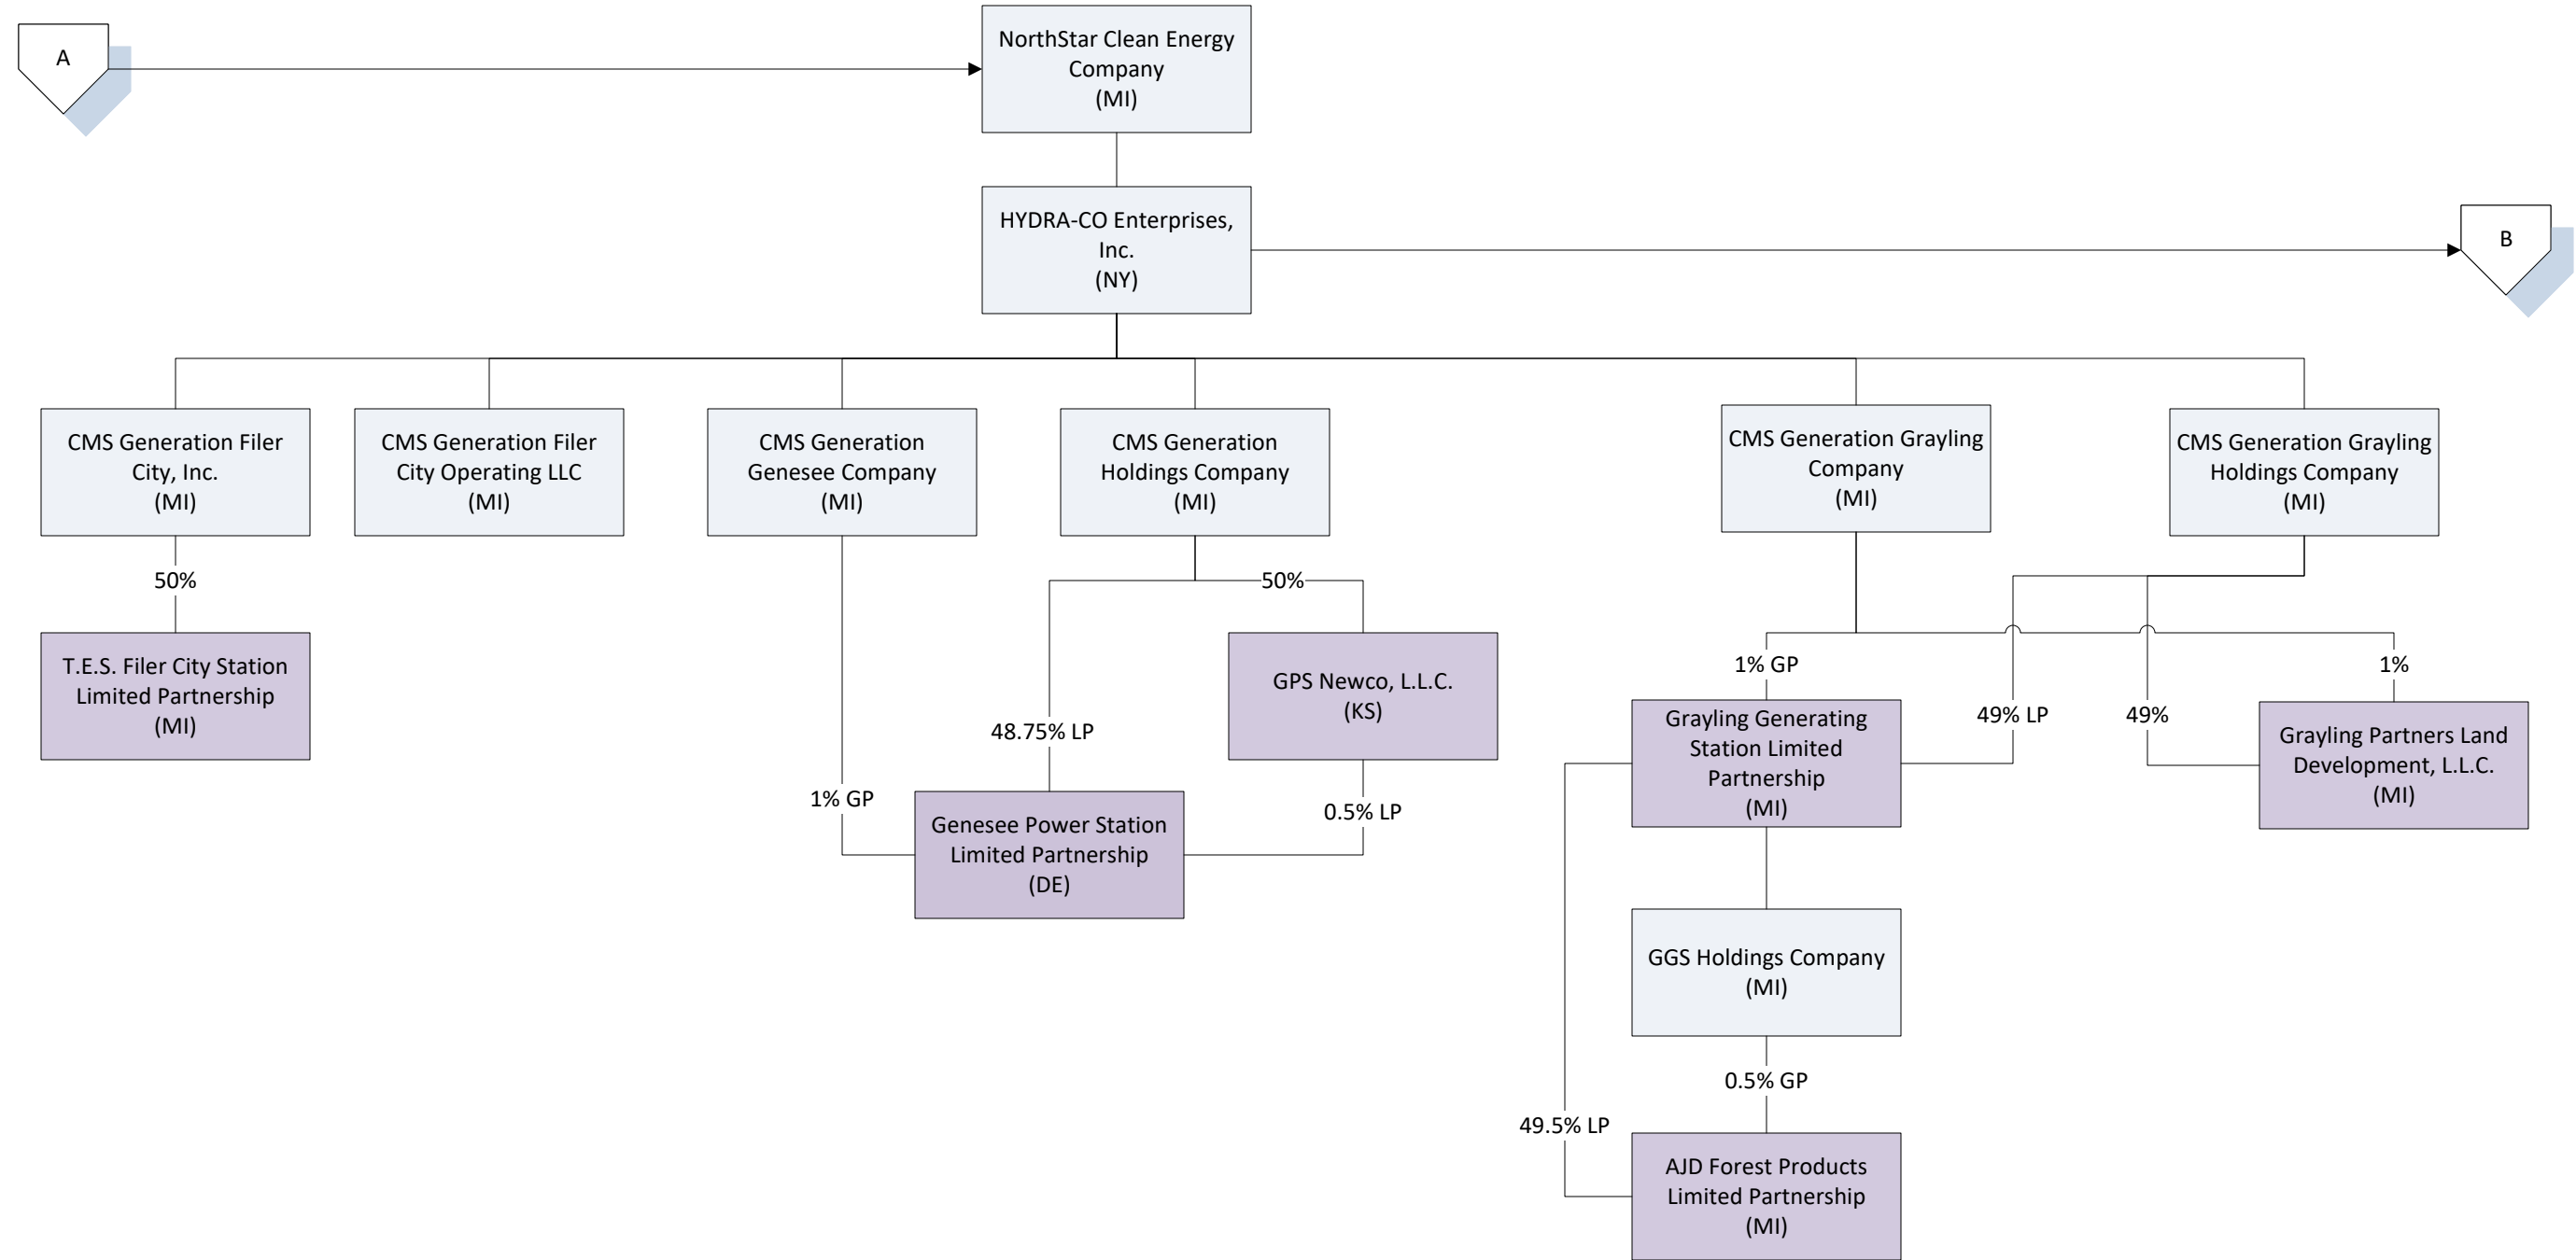 A
NorthStar Clean Energy
Company
(MI)
HYDRA-CO Enterprises,
Inc.
(NY)
B
CMS Generation Filer
City, Inc.
(MI)
CMS Generation Filer
City Operating LLC
(MI)
CMS Generation
Genesee Company
(MI)
CMS Generation
Holdings Company
(MI)
CMS Generation Grayling
Company
(MI)
CMS Generation Grayling
Holdings Company
(MI)
50%
50%
T.E.S. Filer City Station
Limited Partnership
(MI)
GPS Newco, L.L.C.
(KS)
1% GP
1%
48.75% LP
49% LP
49%
Grayling Generating
Station Limited
Partnership
(MI)
Grayling Partners Land
Development, L.L.C.
(MI)
1% GP
0.5% LP
Genesee Power Station
Limited Partnership
(DE)
GGS Holdings Company
(MI)
0.5% GP
49.5% LP
AJD Forest Products
Limited Partnership
(MI)